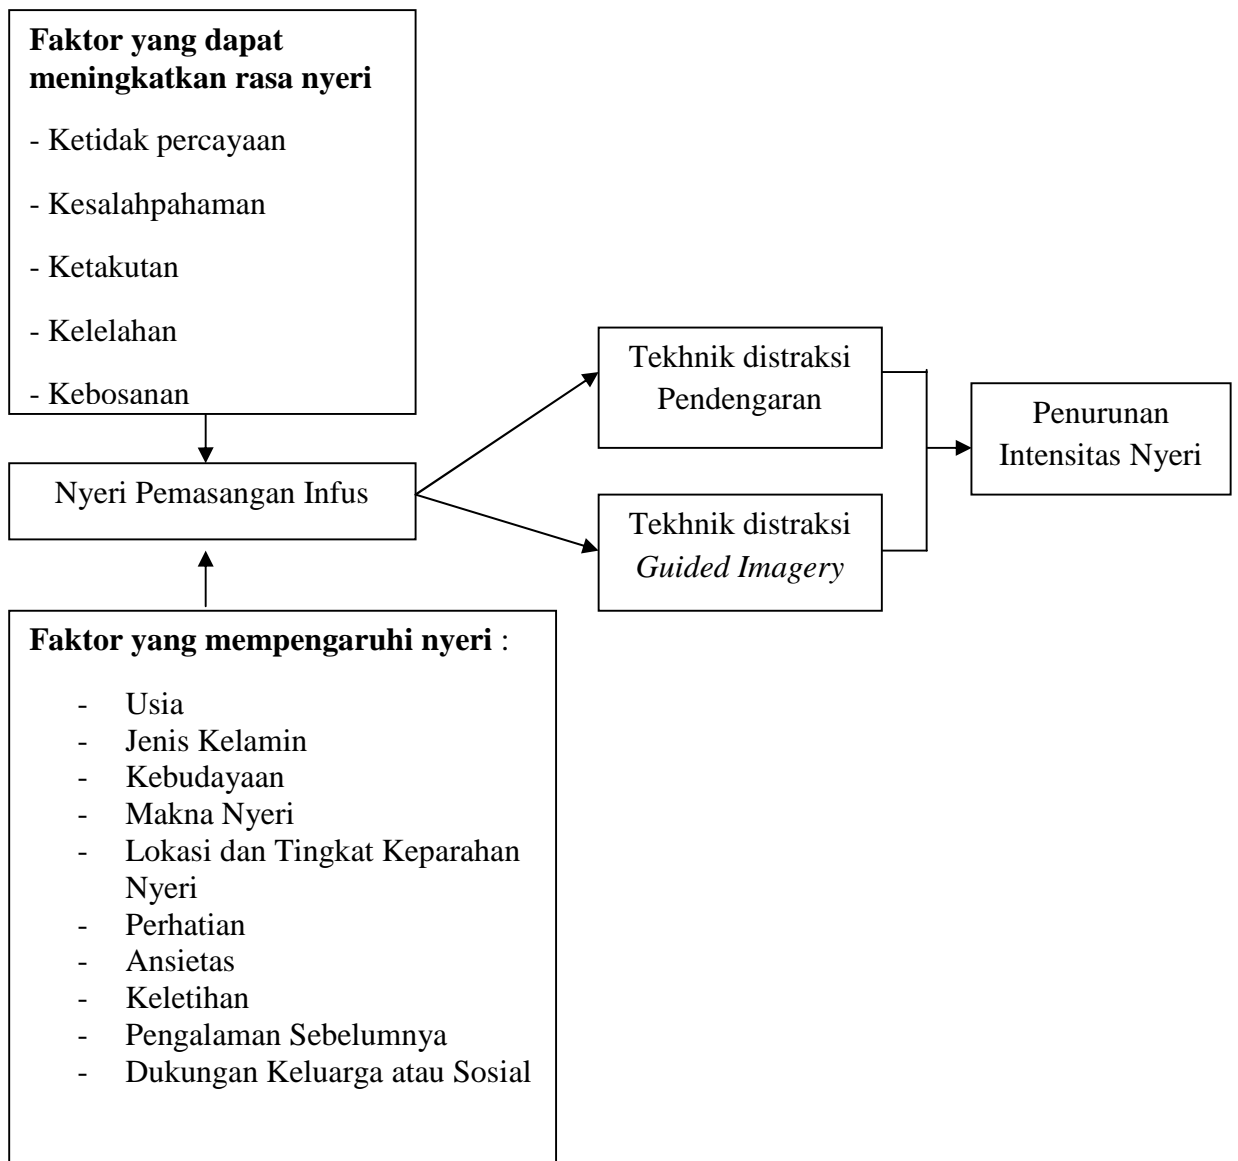 Faktor yang dapat
meningkatkan rasa nyeri
- Ketidak percayaan
- Kesalahpahaman
- Ketakutan
- Kelelahan
- Kebosanan
Nyeri Pemasangan Infus
Tekhnik distraksi
Pendengaran
Tekhnik distraksi
Guided Imagery
Penurunan
Intensitas Nyeri
Faktor yang mempengaruhi nyeri :
- Usia
- Jenis Kelamin
- Kebudayaan
- Makna Nyeri
- Lokasi dan Tingkat Keparahan
Nyeri
- Perhatian
- Ansietas
- Keletihan
- Pengalaman Sebelumnya
- Dukungan Keluarga atau Sosial